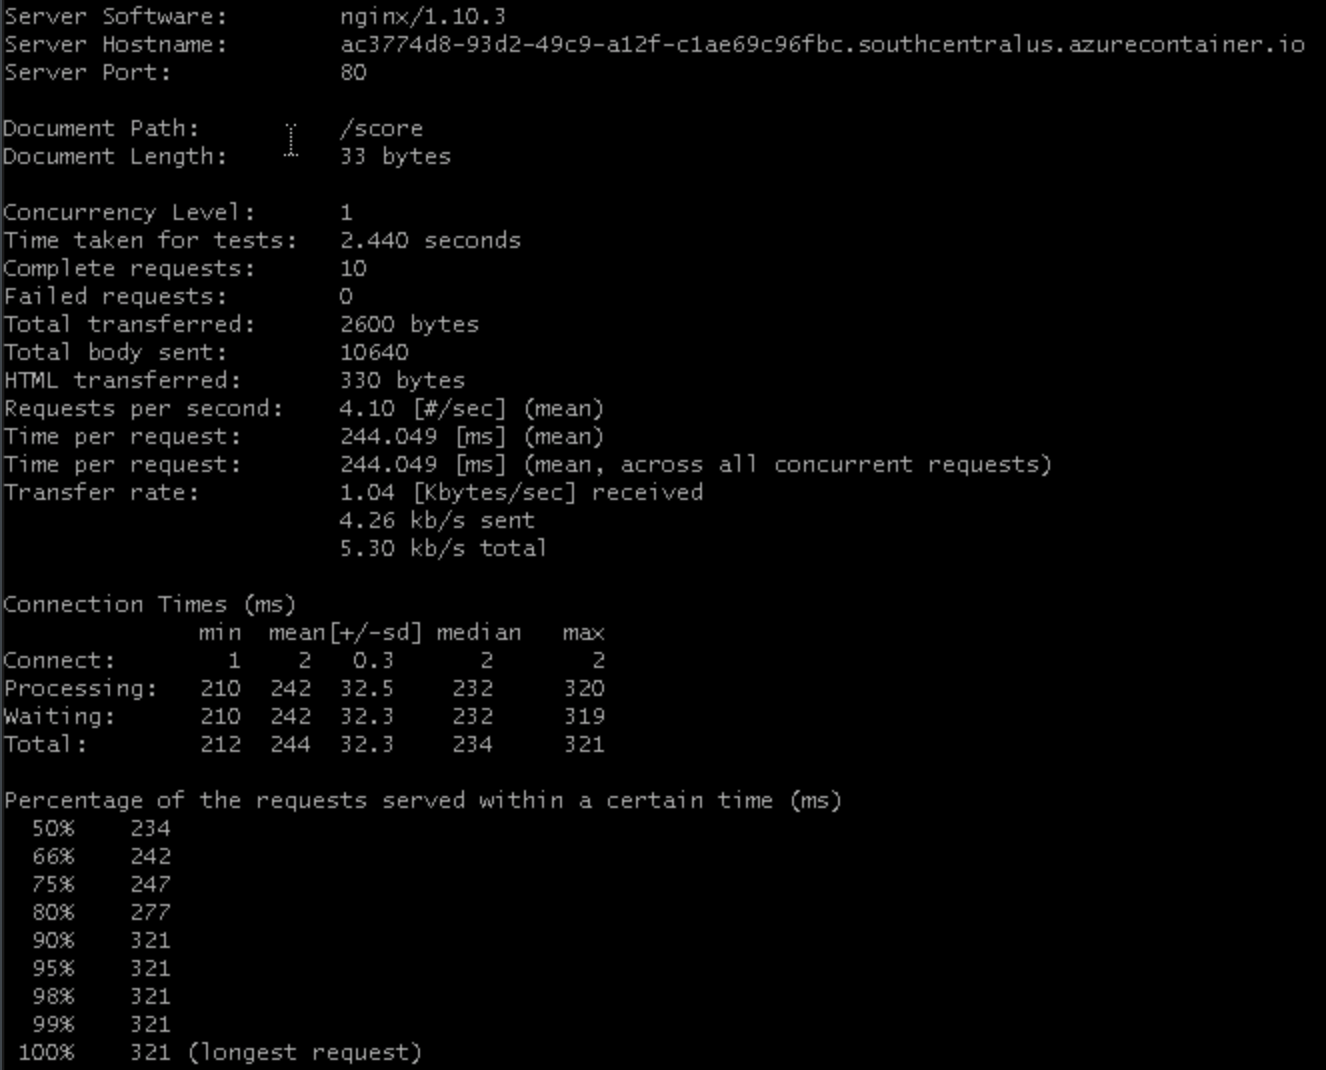 Server Software: nginx/1.10.3
Server Hostname: ac3774d8-93d2-49c9-a12f-c1ae69c96fbc.southcentralus.azurecontainer.io
Server Port: 80
Document Path: /score
Document Length: 33 bytes
Concurrency Level: 1
Time taken for tests: 2.440 seconds
Complete requests: 10
Failed requests: 0
Total transferred: 2600 bytes
Total body sent: 10640
HTML transferred: 330 bytes
Requests per second: 4.10 [#/sec] (mean)
Time per request: 244.049 [ms] (mean)
Time per request: 244.049 [ms] (mean, across all concurrent requests)
Transfer rate: 1.04 [Kbytes/sec] received
4.26 kb/s sent
5.30 kb/s total
Connection Times (ms)
min mean[+/-sd] median max
Connect: 1 2 0.3 2 2
Processing: 210 242 32.5 232 320
Waiting: 210 242 32.3 232 319
Total: 212 244 32.3 234 321
Percentage of the requests served within a certain time (ms)
50% 234
66% 242
75% 247
80% 277
90% 321
95% 321
98% 321
99% 321
100% 321 (longest request)